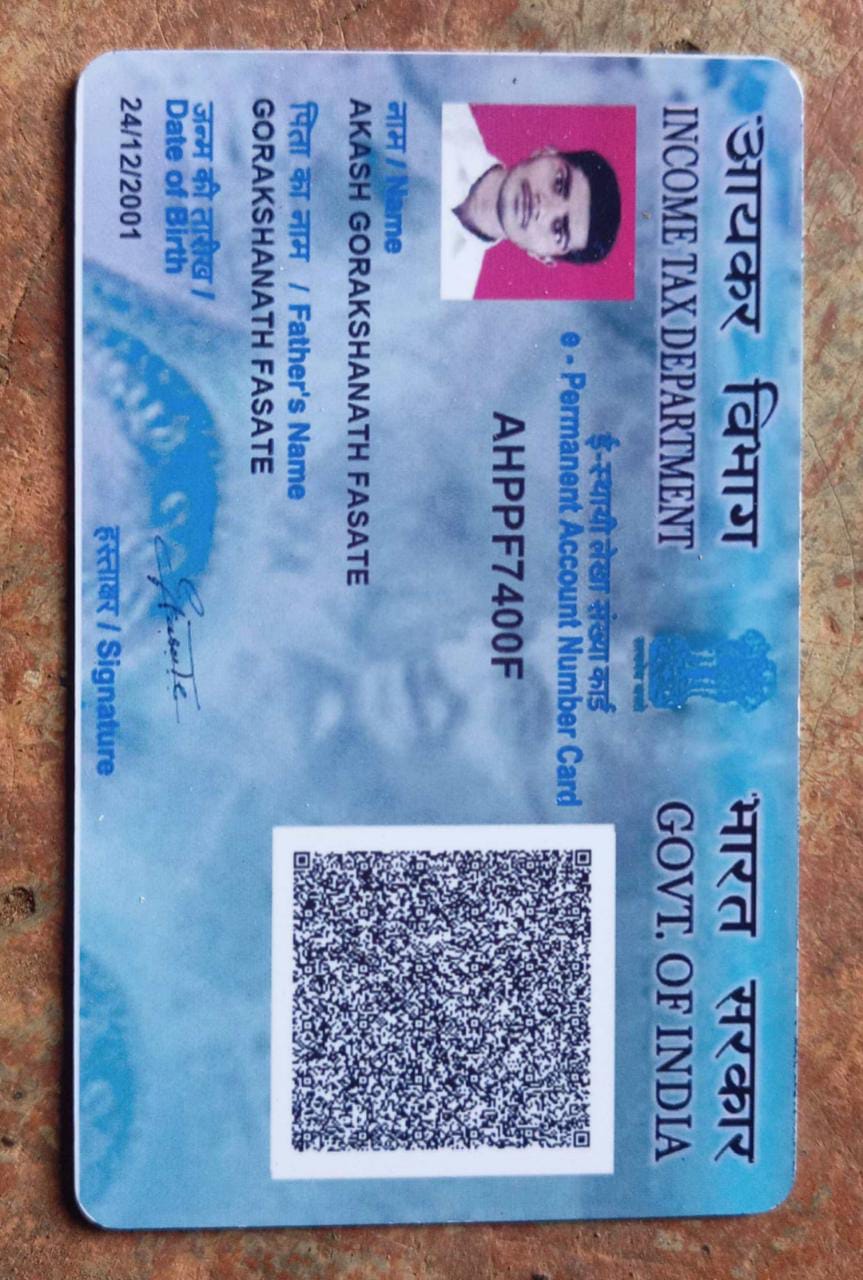 आयकर विभाग
INCOME TAX DEPARTMENT
भारत सरकार
GOVT. OF INDIA
सत्यमेव जयते
ई-स्थायी लेखा संख्या कार्ड
e - Permanent Account Number Card
AHPPF7400F
नाम / Name
AKASH GORAKSHANATH FASATE
पिता का नाम / Father's Name
GORAKSHANATH FASATE
जन्म की तारीख /
Date of Birth
24/12/2001
हस्ताक्षर / Signature